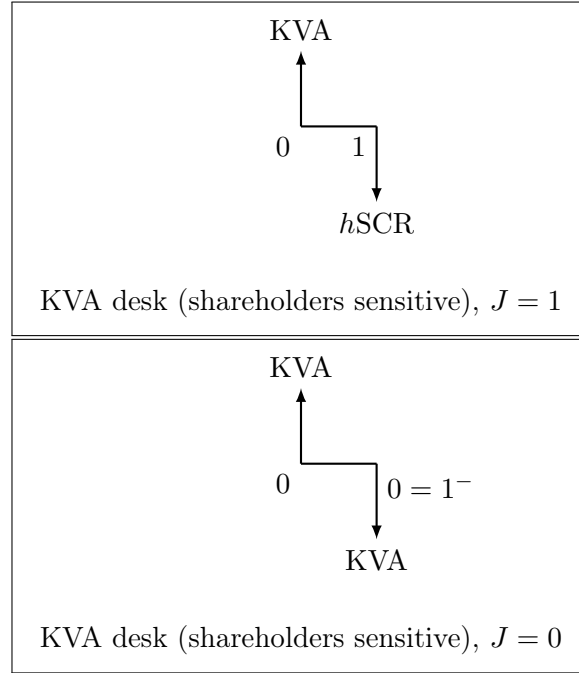 KVA
0 1
hSCR
KVA desk (shareholders sensitive), J = 1
KVA
0 0 = 1⁻
KVA
KVA desk (shareholders sensitive), J = 0